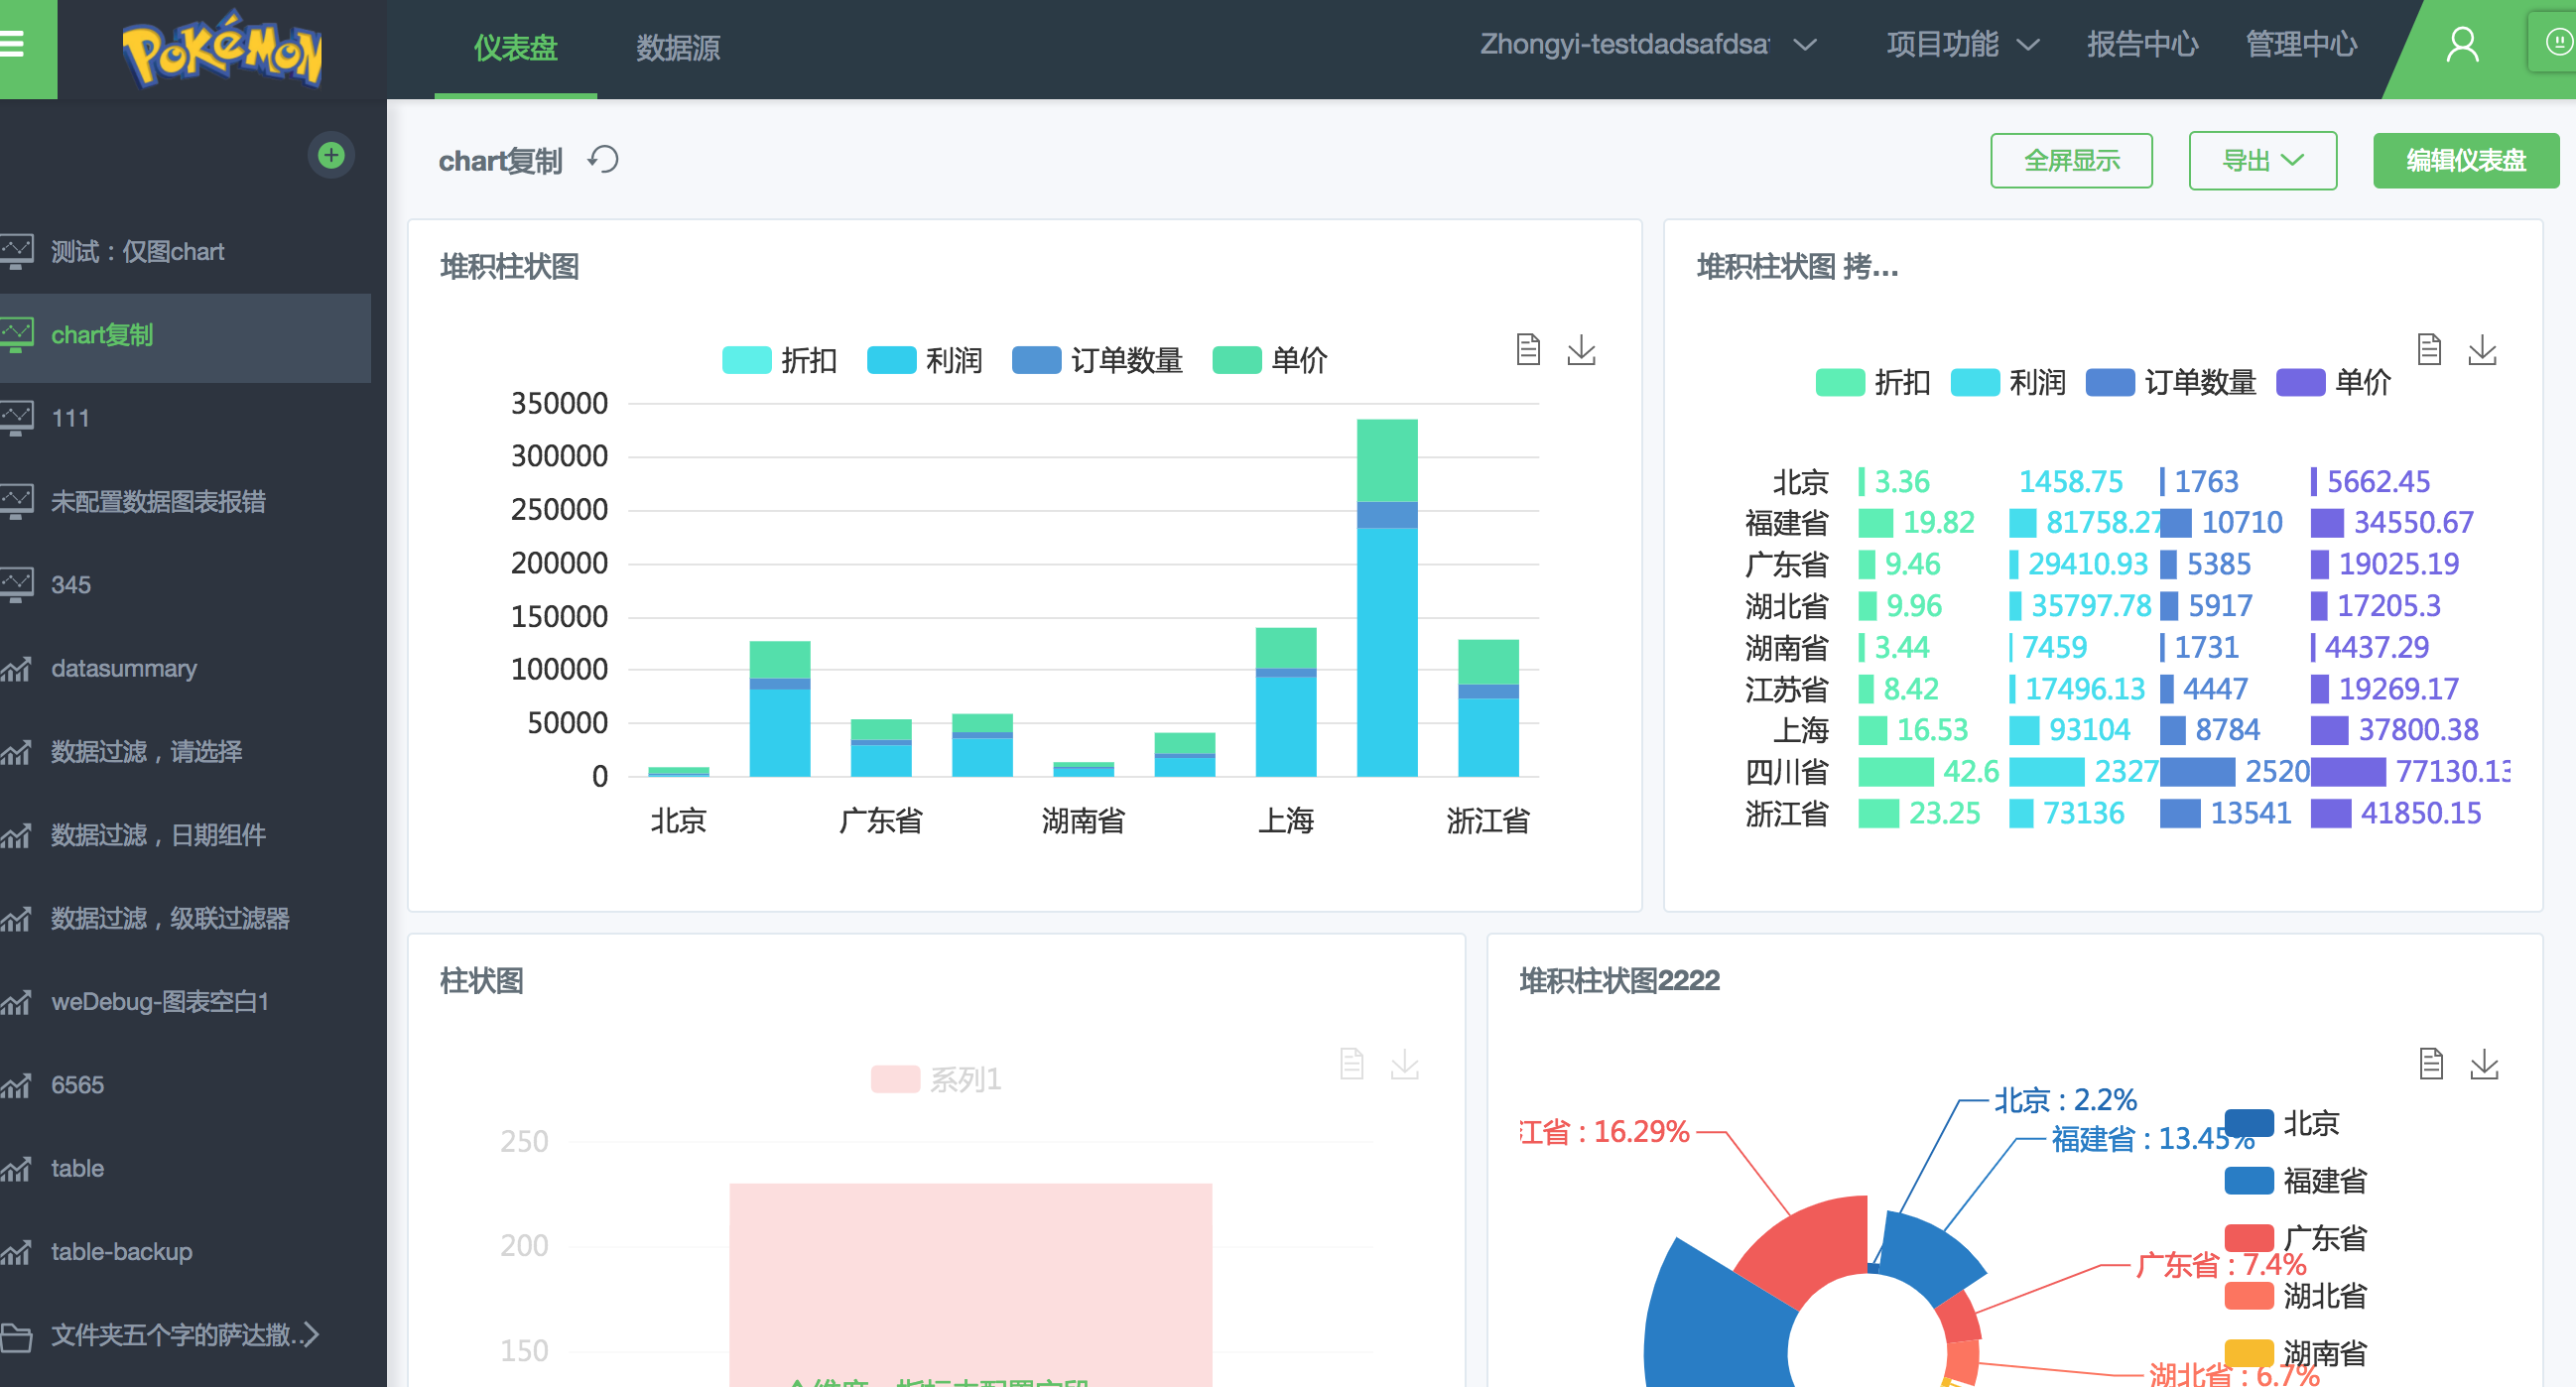 Pokémon
仪表盘
数据源
Zhongyi-testdadsafdsa
项目功能
报告中心
管理中心
测试：仅图chart
chart复制
111
未配置数据图表报错
345
datasummary
数据过滤，请选择
数据过滤，日期组件
数据过滤，级联过滤器
weDebug-图表空白1
6565
table
table-backup
文件夹五个字的萨达撒...
chart复制
全屏显示
导出
编辑仪表盘
堆积柱状图
折扣 利润 订单数量 单价
350000
300000
250000
200000
150000
100000
50000
0
北京 广东省 湖南省 上海 浙江省
堆积柱状图 拷...
折扣 利润 订单数量 单价
北京 3.36 1458.75 1763 5662.45
福建省 19.82 81758.27 10710 34550.67
广东省 9.46 29410.93 5385 19025.19
湖北省 9.96 35797.78 5917 17205.3
湖南省 3.44 7459 1731 4437.29
江苏省 8.42 17496.13 4447 19269.17
上海 16.53 93104 8784 37800.38
四川省 42.6 2327 2520 77130.13
浙江省 23.25 73136 13541 41850.15
柱状图
系列1
250
200
150
堆积柱状图2222
江省 : 16.29%
北京 : 2.2%
福建省 : 13.45%
广东省 : 7.4%
湖北省 : 6.7%
北京
福建省
广东省
湖北省
湖南省